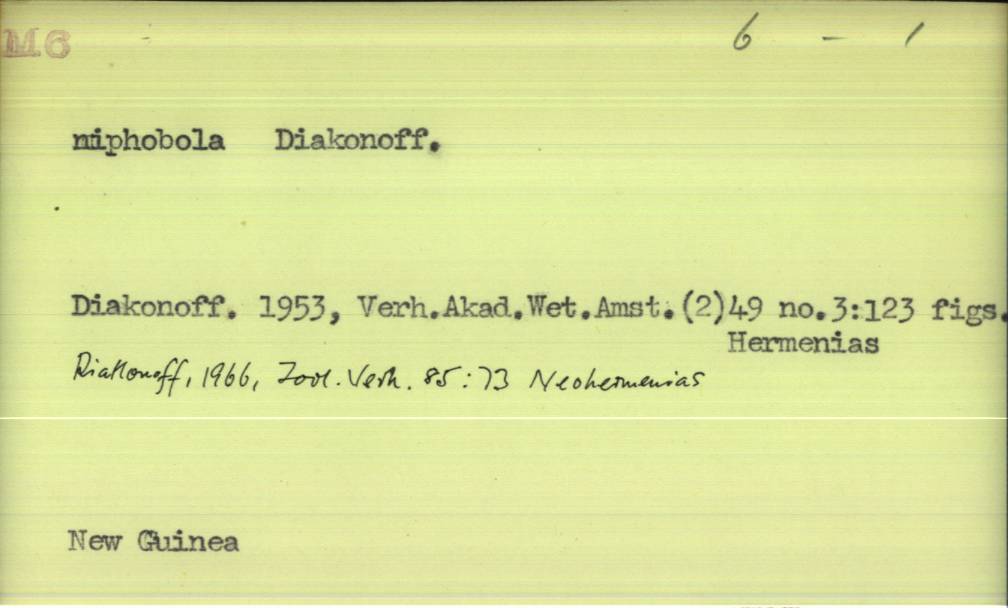 M6
6 - 1
niphobola Diakonoff.
Diakonoff. 1953, Verh.Akad.Wet.Amst.(2)49 no.3:123 figs.
Hermenias
Diakonoff, 1966, Zool. Verh. 85:73 Neohermenias
New Guinea